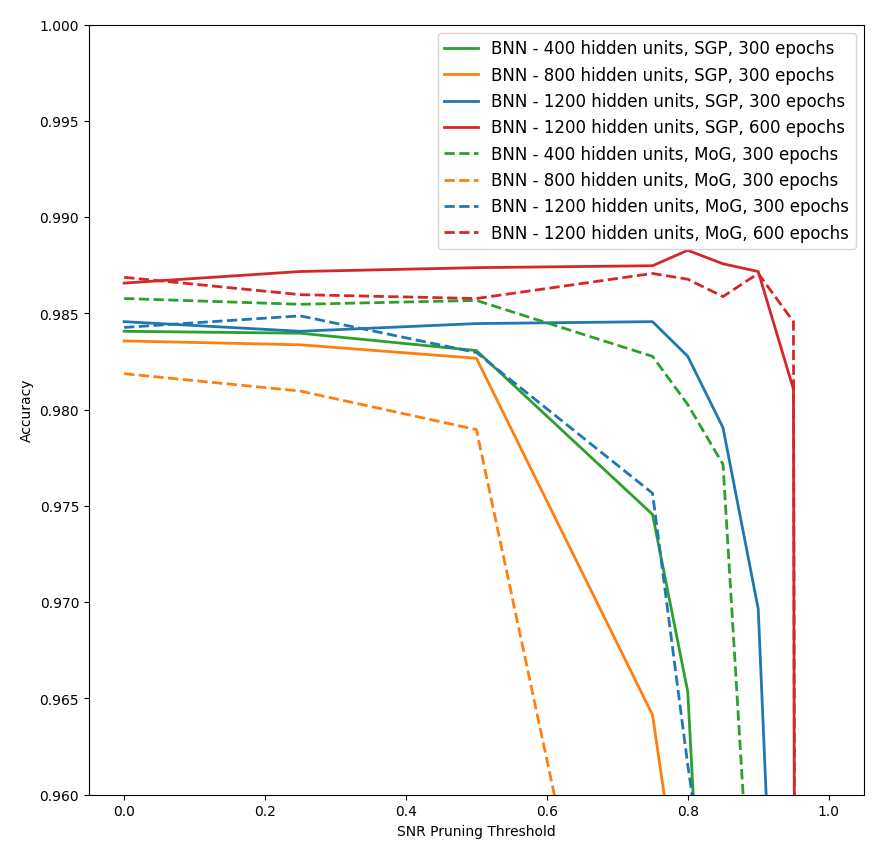 1.000
0.995
0.990
0.985
0.980
0.975
0.970
0.965
0.960
Accuracy
BNN - 400 hidden units, SGP, 300 epochs
BNN - 800 hidden units, SGP, 300 epochs
BNN - 1200 hidden units, SGP, 300 epochs
BNN - 1200 hidden units, SGP, 600 epochs
BNN - 400 hidden units, MoG, 300 epochs
BNN - 800 hidden units, MoG, 300 epochs
BNN - 1200 hidden units, MoG, 300 epochs
BNN - 1200 hidden units, MoG, 600 epochs
0.0 0.2 0.4 0.6 0.8 1.0
SNR Pruning Threshold